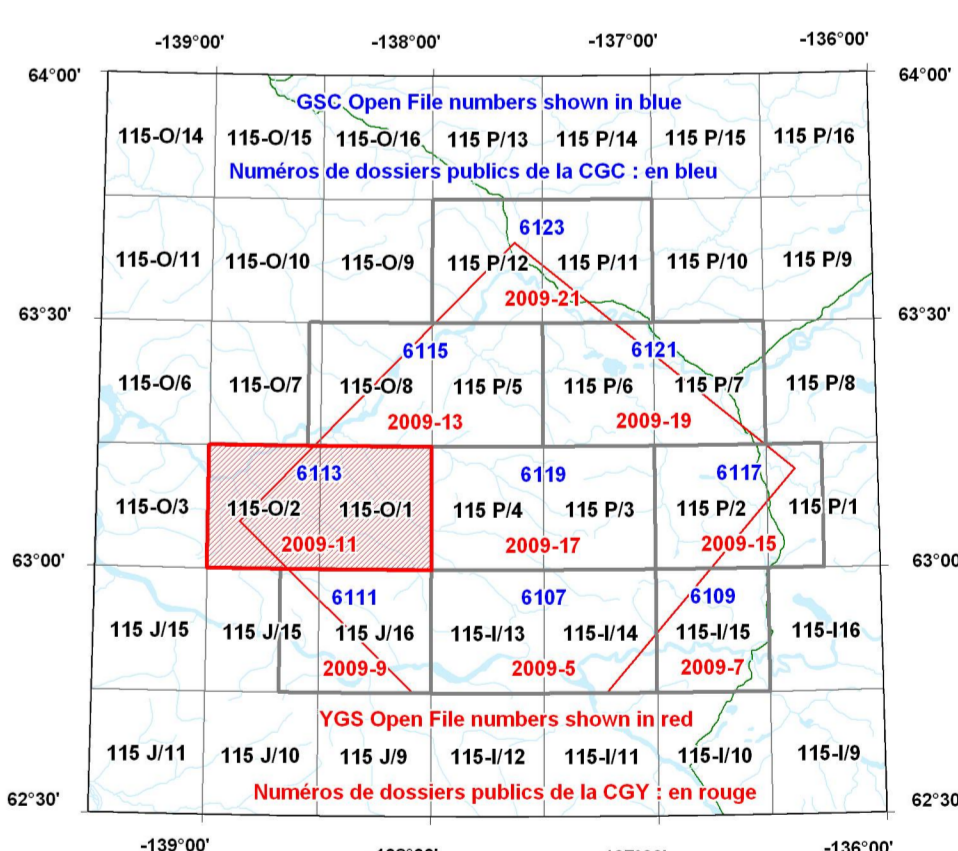 -139°00' -138°00' -137°00' -136°00'
64°00' 64°00'
GSC Open File numbers shown in blue
115-O/14 115-O/15 115-O/16 115 P/13 115 P/14 115 P/15 115 P/16
Numéros de dossiers publics de la CGC : en bleu
6123
115-O/11 115-O/10 115-O/9 115 P/12 115 P/11 115 P/10 115 P/9
2009-21
63°30' 63°30'
6115 6121
115-O/6 115-O/7 115-O/8 115 P/5 115 P/6 115 P/7 115 P/8
2009-13 2009-19
6113 6119 6117
115-O/3 115-O/2 115-O/1 115 P/4 115 P/3 115 P/2 115 P/1
2009-11 2009-17 2009-15
63°00' 63°00'
6111 6107 6109
115 J/15 115 J/15 115 J/16 115-I/13 115-I/14 115-I/15 115-I16
2009-9 2009-5 2009-7
YGS Open File numbers shown in red
115 J/11 115 J/10 115 J/9 115-I/12 115-I/11 115-I/10 115-I/9
Numéros de dossiers publics de la CGY : en rouge
62°30' 62°30'
-139°00' -136°00'